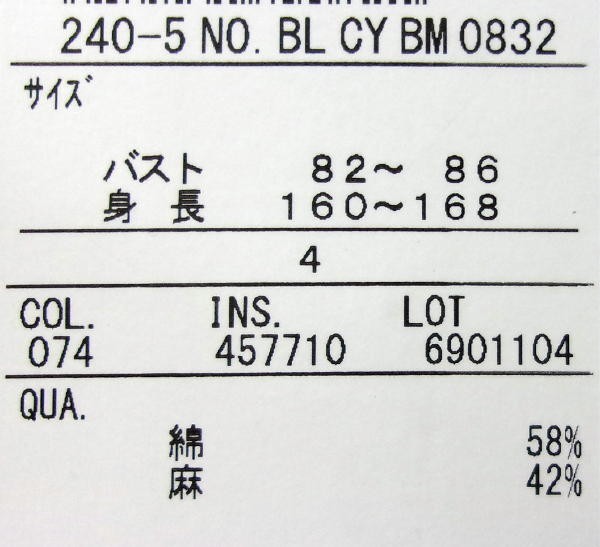 240-5 NO. BL CY BM 0832
サイズ
バスト 82〜 86
身長 160〜168
4
COL. INS. LOT
074 457710 6901104
QUA.
綿 58%
麻 42%